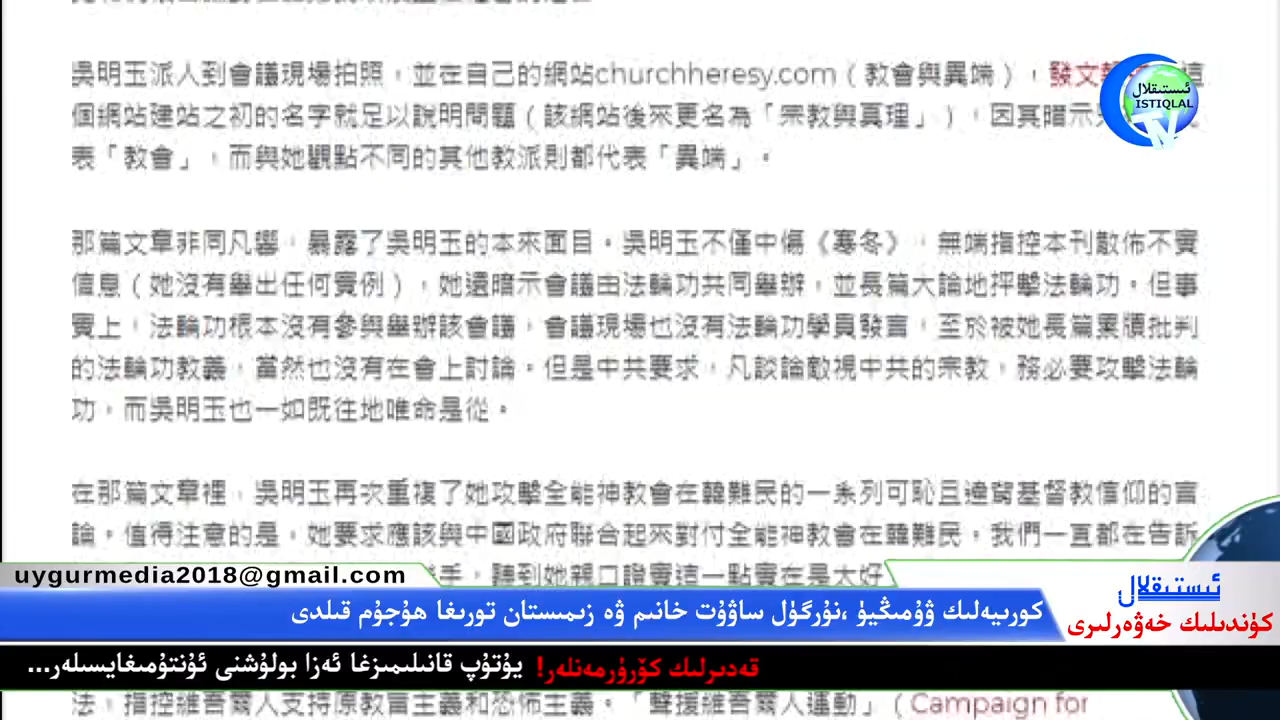 吳明玉派人到會議現場拍照，並在自己的網站churchheresy.com（教會與異端），發文
個網站建站之初的名字就足以說明問題（該網站後來更名為「宗教與真理」），因其暗示
表「教會」，而與她觀點不同的其他教派則都代表「異端」。
ئىستىقلال
ISTIQLAL
TV
那篇文章非同凡響，暴露了吳明玉的本來面目。吳明玉不僅中傷《寒冬》，無端指控本刊散佈不實
信息（她沒有舉出任何實例），她還暗示會議由法輪功共同舉辦，並長篇大論地抨擊法輪功。但事
實上，法輪功根本沒有參與舉辦該會議，會議現場也沒有法輪功學員發言，至於被她長篇累牘批判
的法輪功教義，當然也沒有在會上討論。但是中共要求，凡談論敵視中共的宗教，務必要攻擊法輪
功，而吳明玉也一如既往地唯命是從。
在那篇文章裡，吳明玉再次重複了她攻擊全能神教會在韓難民的一系列可恥且違背基督教信仰的言
論。值得注意的是，她要求應該與中國政府聯合起來對付全能神教會在韓難民。我們一直都在告訴
手，聽到她親口證實這一點實在是太好
uygurmedia2018@gmail.com
كورىيەلىك ۋۇمىڭيۇ ،نۇرگۈل ساۋۇت خانىم ۋە زىمىستان تورىغا ھۇجۇم قىلدى
ئىستىقلال
كۈندىلىك خەۋەرلىرى
قەدىرلىك كۆرۈرمەنلەر! يۇتۇپ قانىلىمىزغا ئەزا بولۇشنى ئۇنتۇمىغايسىلەر...
法，指控維吾爾人支持原教旨主義和恐怖主義。「聲援維吾爾人運動」（Campaign for